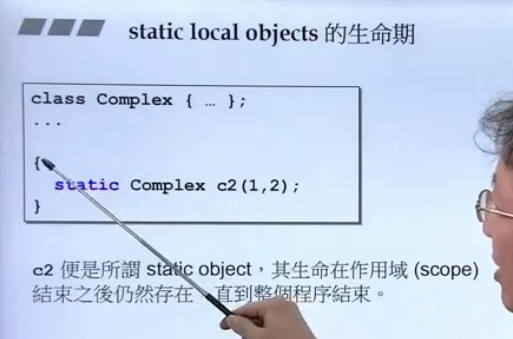 static local objects 的生命期
class Complex { … };
...
{
static Complex c2(1,2);
}
c2 便是所謂 static object，其生命在作用域 (scope)
結束之後仍然存在，直到整個程序結束。